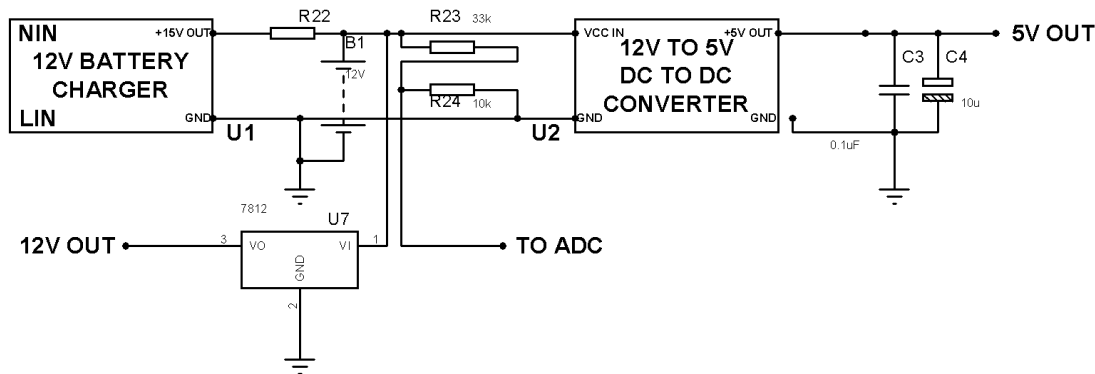 NIN
+15V OUT
12V BATTERY
CHARGER
LIN
GND
U1
R22
B1
12V
R23
33k
R24
10k
U2
VCC IN
+5V OUT
12V TO 5V
DC TO DC
CONVERTER
GND
GND
C3
0.1uF
C4
10u
5V OUT
7812
U7
12V OUT
3
VO
VI
1
GND
2
TO ADC